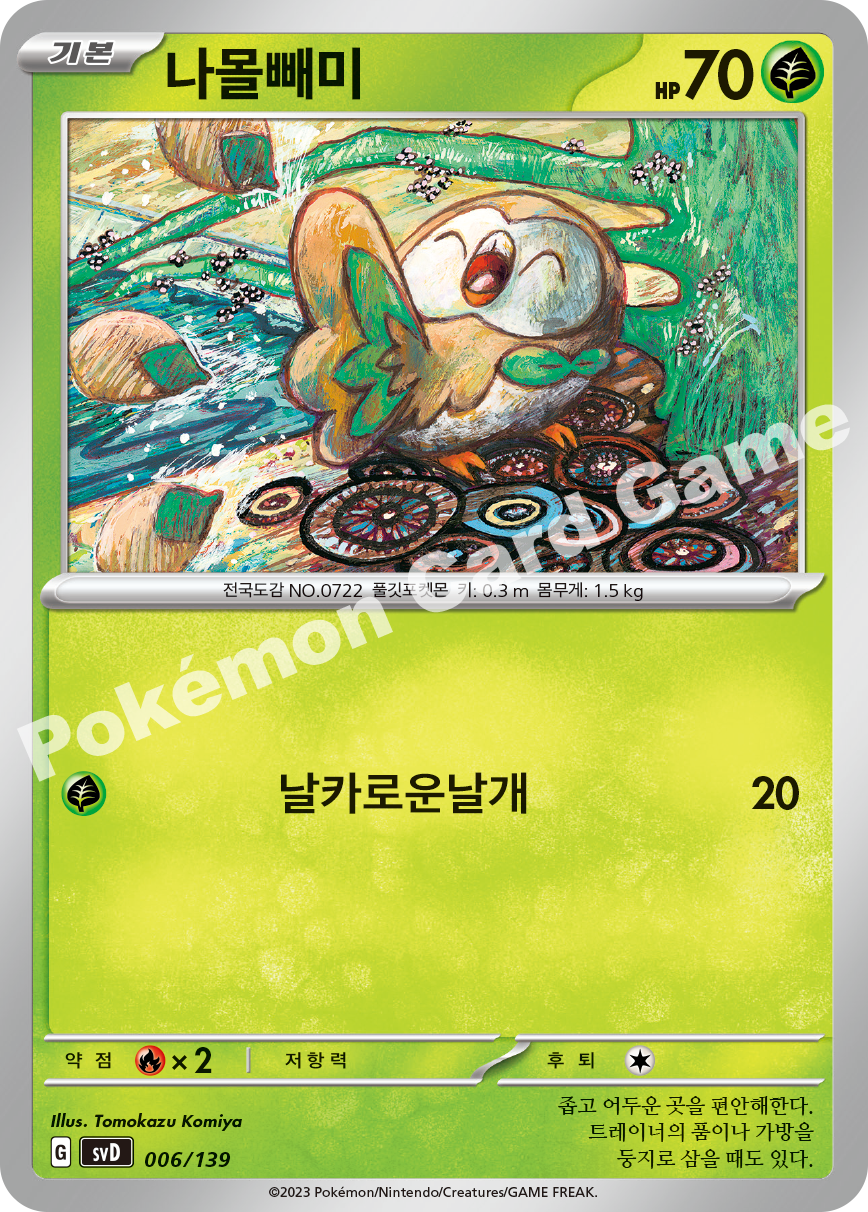 기본
나몰빼미
HP 70
전국도감 NO.0722 풀깃포켓몬 키: 0.3 m 몸무게: 1.5 kg
Pokémon Card Game
날카로운날개 20
약점 ×2 저항력 후퇴
Illus. Tomokazu Komiya
좁고 어두운 곳을 편안해한다.
트레이너의 품이나 가방을
둥지로 삼을 때도 있다.
G svD 006/139
©2023 Pokémon/Nintendo/Creatures/GAME FREAK.